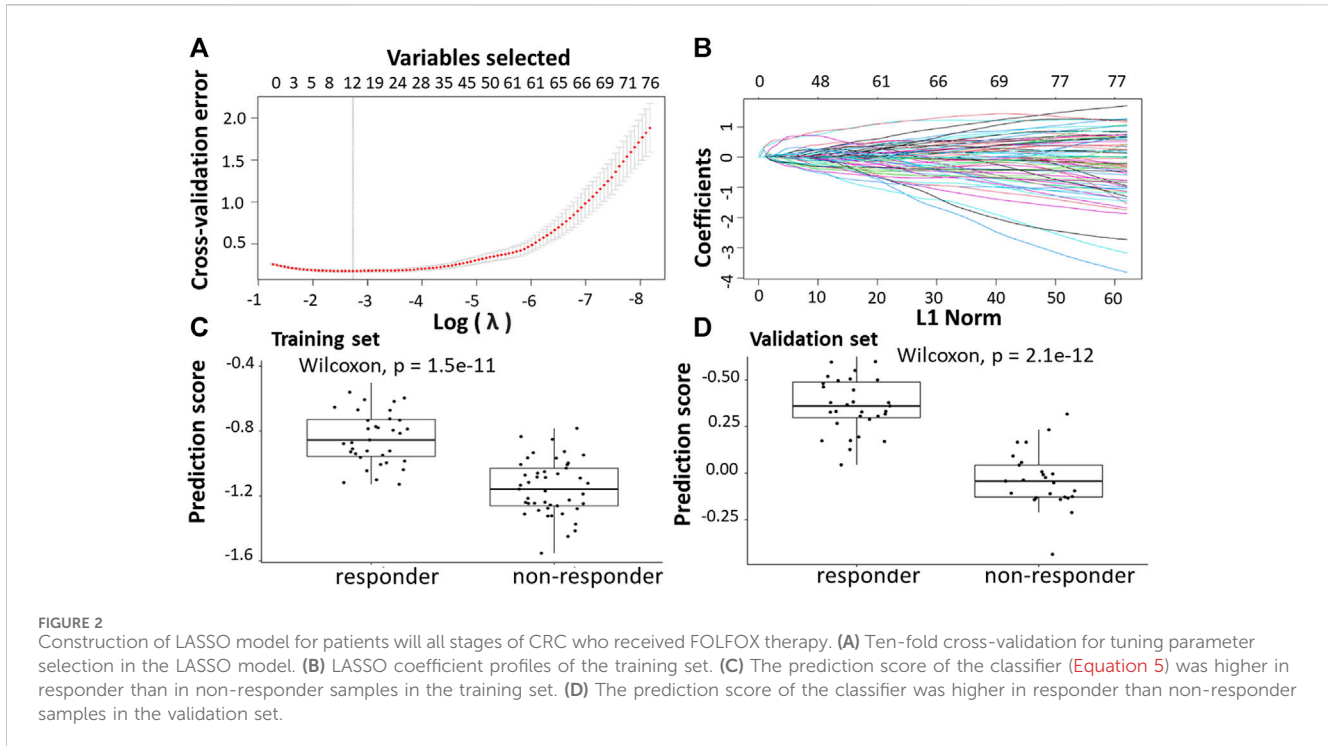 A
Variables selected
0 3 5 8 12 19 24 28 35 45 50 61 61 65 66 69 71 76
Cross-validation error
2.0
1.5
1.0
0.5
-1 -2 -3 -4 -5 -6 -7 -8
Log ( λ )
B
0 48 61 66 69 77 77
Coefficients
1
0
-1
-2
-3
-4
0 10 20 30 40 50 60
L1 Norm
C
Training set
Wilcoxon, p = 1.5e-11
Prediction score
-0.4
-0.8
-1.2
-1.6
responder non-responder
D
Validation set
Wilcoxon, p = 2.1e-12
Prediction score
-0.50
0.25
0.00
-0.25
responder non-responder
FIGURE 2
Construction of LASSO model for patients will all stages of CRC who received FOLFOX therapy. (A) Ten-fold cross-validation for tuning parameter
selection in the LASSO model. (B) LASSO coefficient profiles of the training set. (C) The prediction score of the classifier (Equation 5) was higher in
responder than in non-responder samples in the training set. (D) The prediction score of the classifier was higher in responder than non-responder
samples in the validation set.